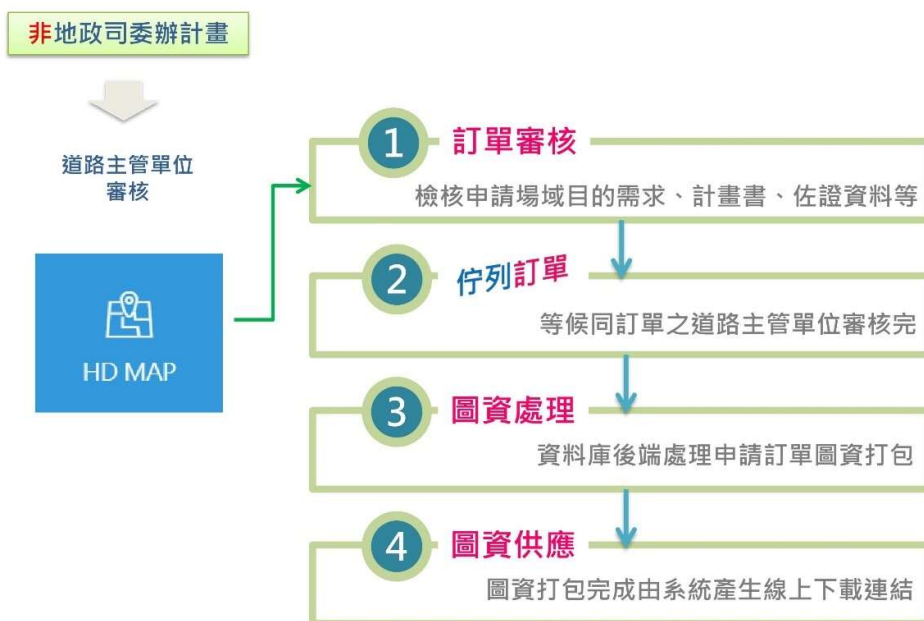 非地政司委辦計畫
道路主管單位
審核
HD MAP
1 訂單審核
檢核申請場域目的需求、計畫書、佐證資料等
2 佇列訂單
等候同訂單之道路主管單位審核完
3 圖資處理
資料庫後端處理申請訂單圖資打包
4 圖資供應
圖資打包完成由系統產生線上下載連結